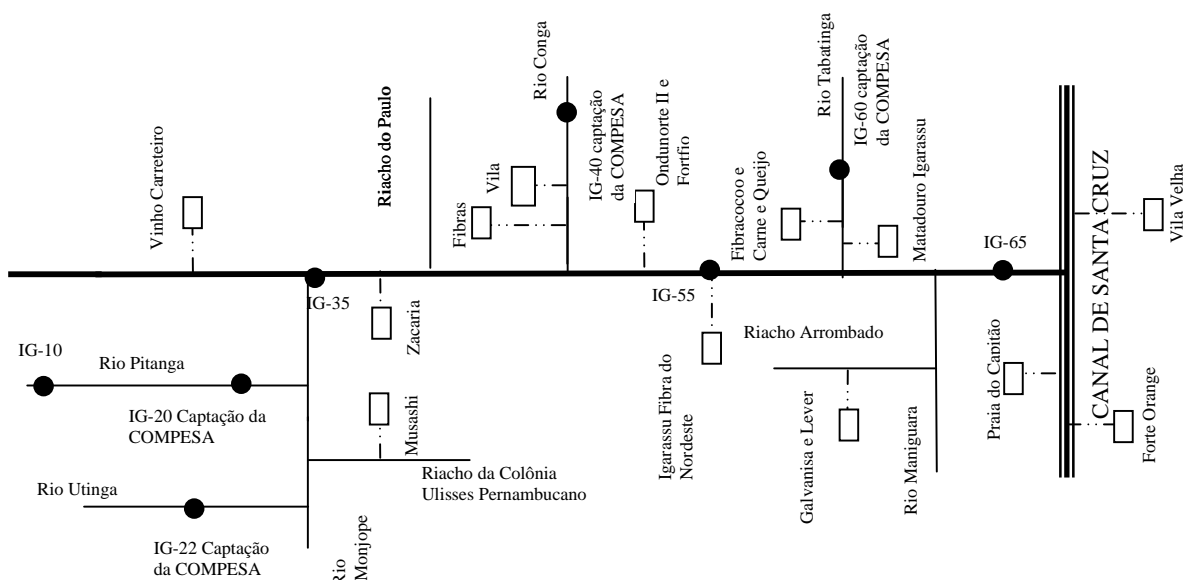 Vinho Carreteiro
Riacho do Paulo
Rio Conga
Vila
Fibras
IG-40 captação
da COMPESA
Ondunorte II e
Fortfio
Rio Tabatinga
IG-60 captação
da COMPESA
Fibracocoo e
Carne e Queijo
Matadouro Igarassu
IG-65
Vila Velha
CANAL DE SANTA CRUZ
IG-35
Zacaria
IG-55
Igarassu Fibra do
Nordeste
Riacho Arrombado
Galvanisa e Lever
Rio Maniguara
Praia do Capitão
Forte Orange
IG-10
Rio Pitanga
IG-20 Captação da
COMPESA
Musashi
Riacho da Colônia
Ulisses Pernambucano
Rio Utinga
IG-22 Captação
da COMPESA
Rio
Monjope